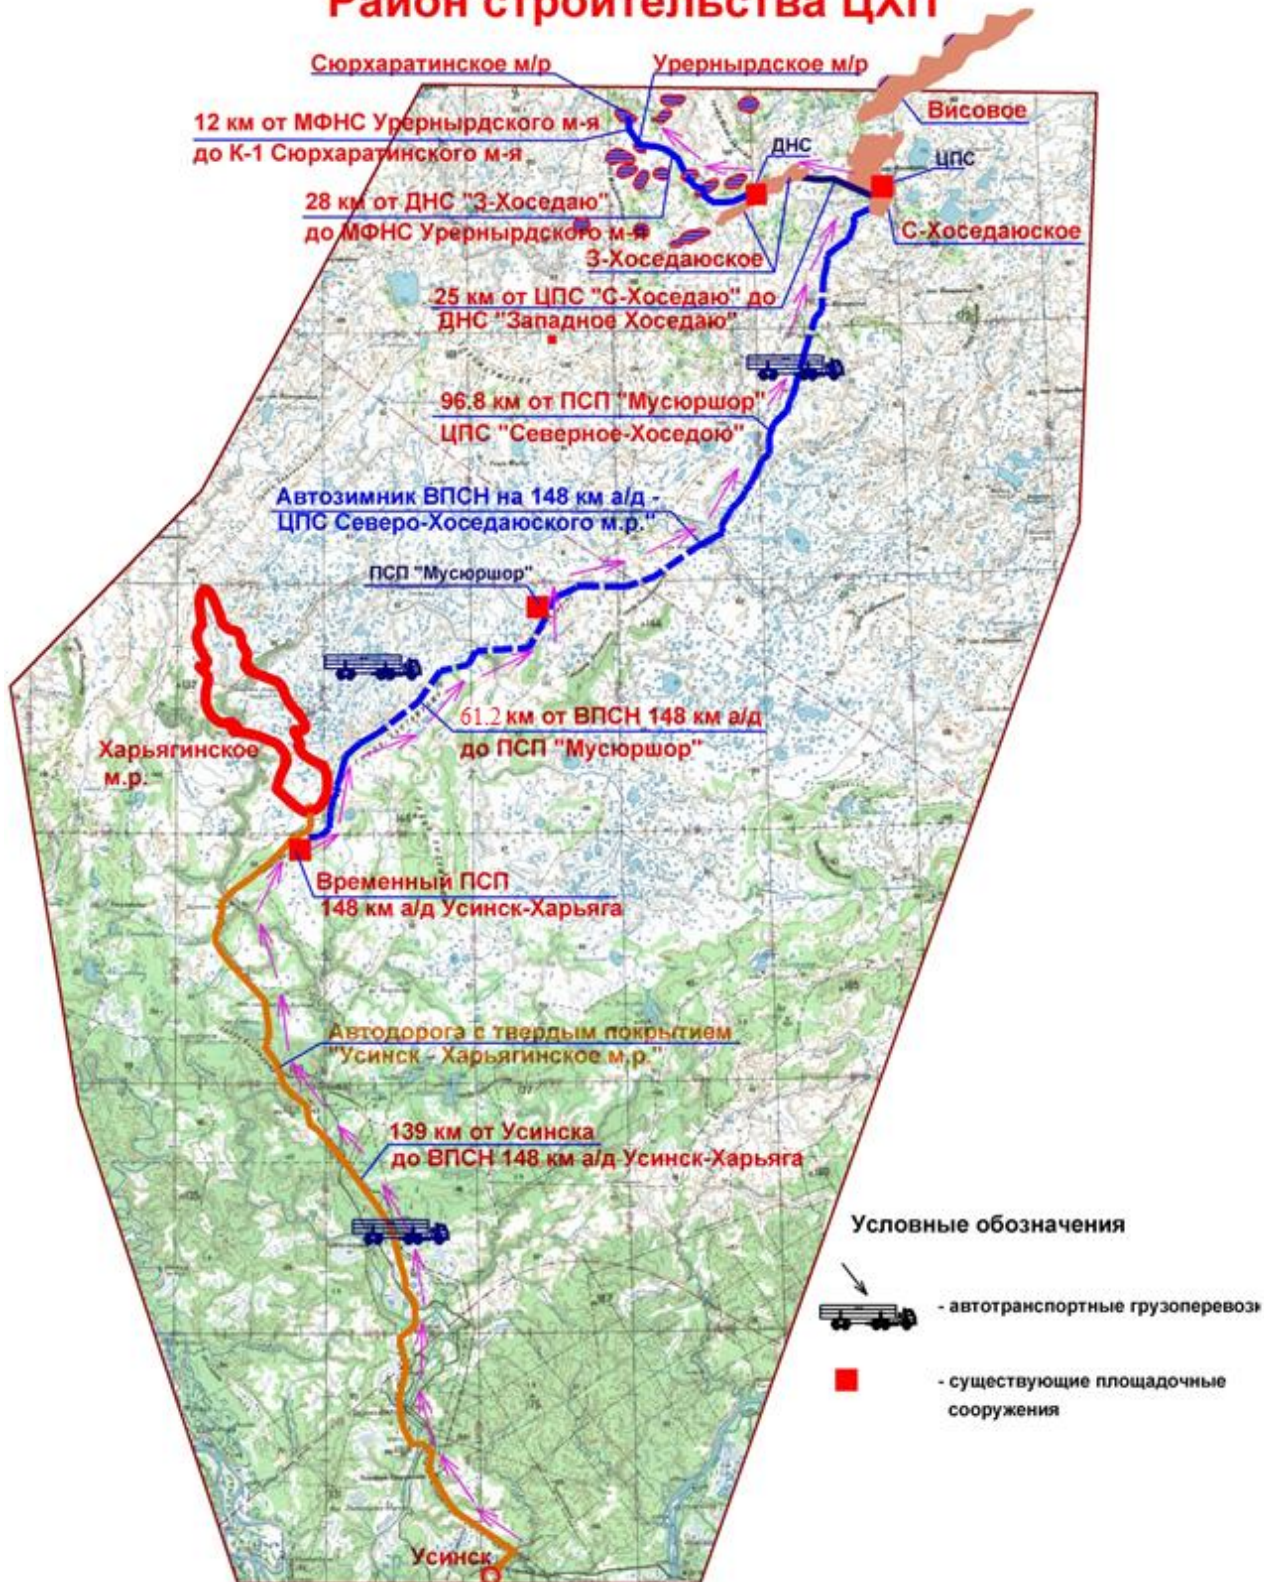 Район строительства ЦХП
Сюрхаратинское м/р
Урернырдское м/р
Висовое
12 км от МФНС Урернырдского м-я
до К-1 Сюрхаратинского м-я
ДНС
ЦПС
28 км от ДНС "З-Хоседаю"
до МФНС Урернырдского м-я
С-Хоседаюское
З-Хоседаюское
25 км от ЦПС "С-Хоседаю" до
ДНС "Западное Хоседаю"
96.8 км от ПСП "Мусюршор"
ЦПС "Северное-Хоседою"
Автозимник ВПСН на 148 км а/д -
ЦПС Северо-Хоседаюского м.р."
ПСП "Мусюршор"
61.2 км от ВПСН 148 км а/д
до ПСП "Мусюршор"
Харьягинское
м.р.
Временный ПСП
148 км а/д Усинск-Харьяга
Автодорога с твердым покрытием
"Усинск - Харьягинское м.р."
139 км от Усинска
до ВПСН 148 км а/д Усинск-Харьяга
Условные обозначения
- автотранспортные грузоперевозк
- существующие площадочные
сооружения
Усинск